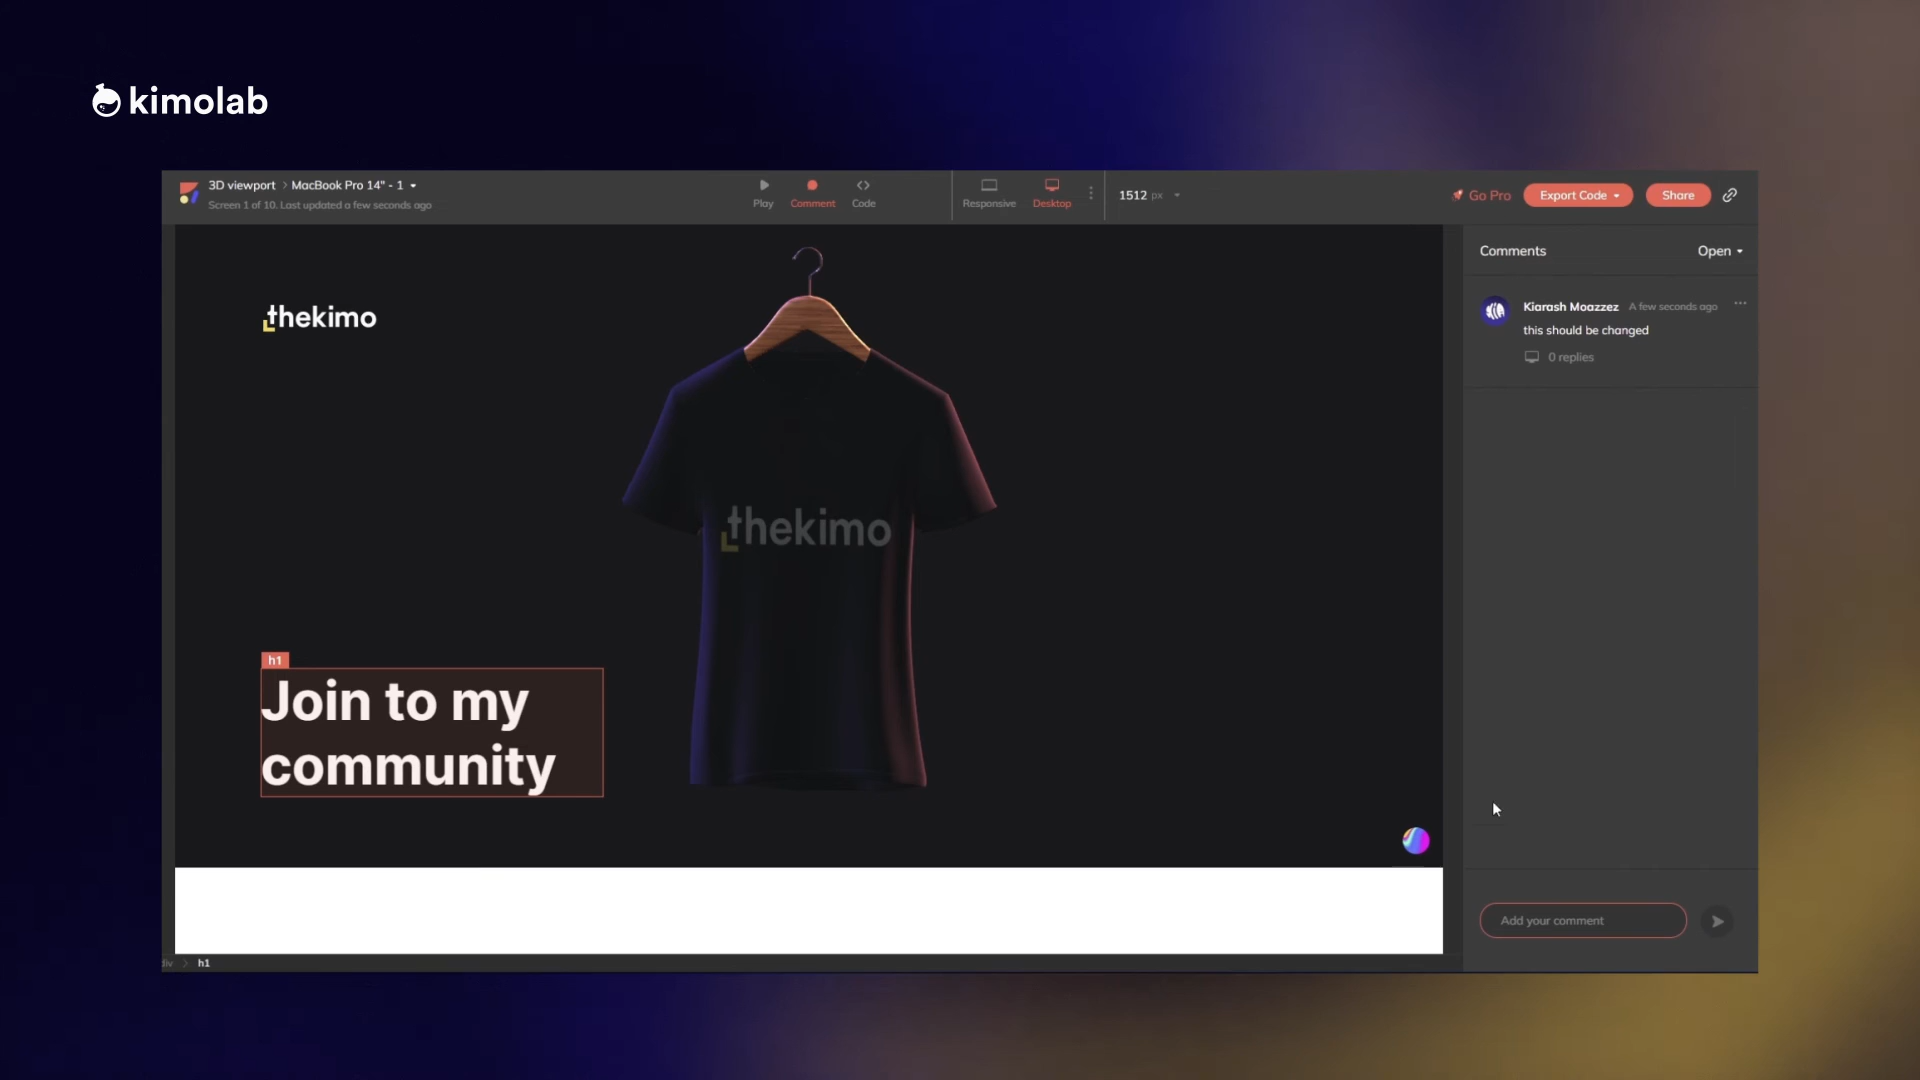 kimolab
3D viewport > MacBook Pro 14" - 1
Screen 1 of 10. Last updated a few seconds ago
Play
Comment
Code
Responsive
Desktop
1512 px
Go Pro
Export Code
Share
Comments
Open
Kiarash Moazzez A few seconds ago
this should be changed
0 replies
thekimo
thekimo
h1
Join to my
community
Add your comment
div > h1